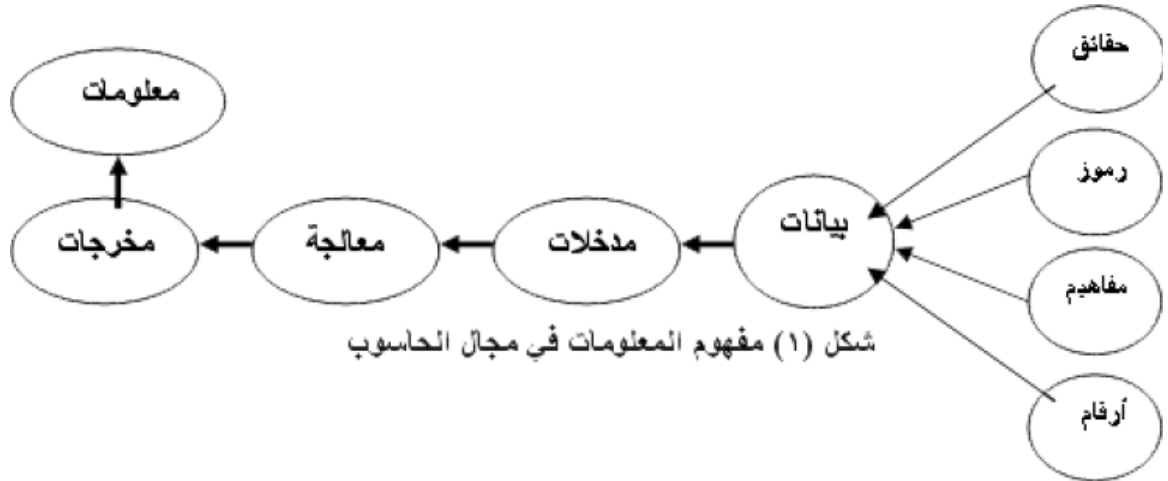 حقائق
رموز
مفاهيم
أرقام
بيانات
مدخلات
معالجة
مخرجات
معلومات
شكل (١) مفهوم المعلومات في مجال الحاسوب